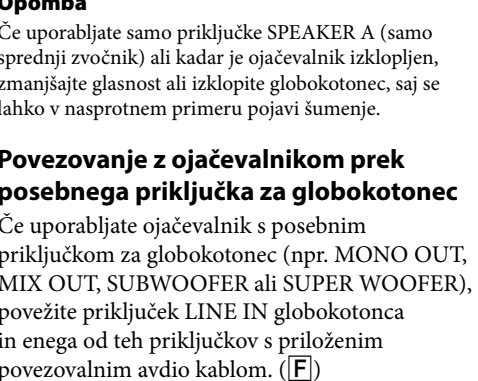 Opomba
Če uporabljate samo priključke SPEAKER A (samo
sprednji zvočnik) ali kadar je ojačevalnik izklopljen,
zmanjšajte glasnost ali izklopite globokotonec, saj se
lahko v nasprotnem primeru pojavi šumenje.
Povezovanje z ojačevalnikom prek
posebnega priključka za globokotonec
Če uporabljate ojačevalnik s posebnim
priključkom za globokotonec (npr. MONO OUT,
MIX OUT, SUBWOOFER ali SUPER WOOFER),
povežite priključek LINE IN globokotonca
in enega od teh priključkov s priloženim
povezovalnim avdio kablom. (F)